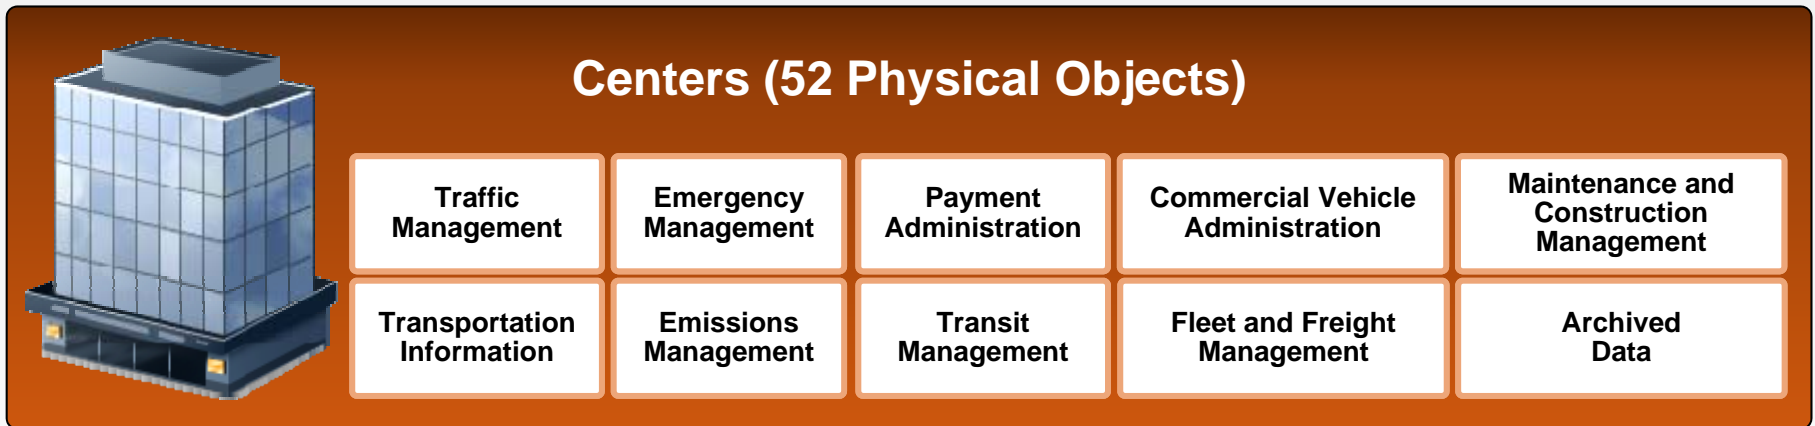 Centers (52 Physical Objects)
Traffic
Management
Emergency
Management
Payment
Administration
Commercial Vehicle
Administration
Maintenance and
Construction
Management
Transportation
Information
Emissions
Management
Transit
Management
Fleet and Freight
Management
Archived
Data